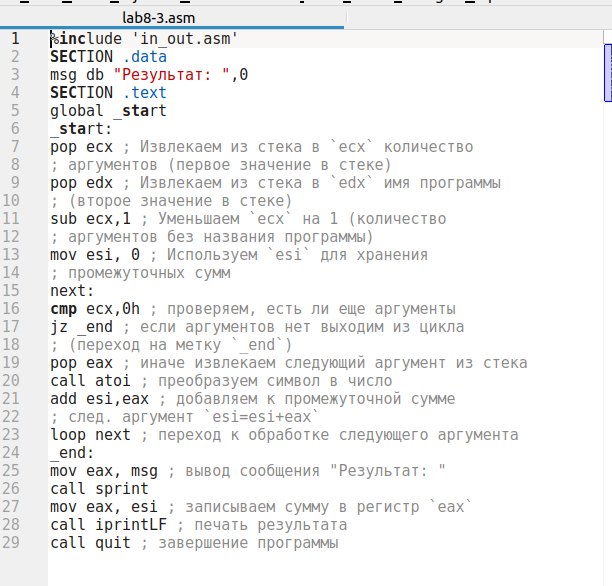 lab8-3.asm
1 %include 'in_out.asm'
2 SECTION .data
3 msg db "Результат: ",0
4 SECTION .text
5 global _start
6 _start:
7 pop ecx ; Извлекаем из стека в `ecx` количество
8 ; аргументов (первое значение в стеке)
9 pop edx ; Извлекаем из стека в `edx` имя программы
10 ; (второе значение в стеке)
11 sub ecx,1 ; Уменьшаем `ecx` на 1 (количество
12 ; аргументов без названия программы)
13 mov esi, 0 ; Используем `esi` для хранения
14 ; промежуточных сумм
15 next:
16 cmp ecx,0h ; проверяем, есть ли еще аргументы
17 jz _end ; если аргументов нет выходим из цикла
18 ; (переход на метку `_end`)
19 pop eax ; иначе извлекаем следующий аргумент из стека
20 call atoi ; преобразуем символ в число
21 add esi,eax ; добавляем к промежуточной сумме
22 ; след. аргумент `esi=esi+eax`
23 loop next ; переход к обработке следующего аргумента
24 _end:
25 mov eax, msg ; вывод сообщения "Результат: "
26 call sprint
27 mov eax, esi ; записываем сумму в регистр `eax`
28 call iprintLF ; печать результата
29 call quit ; завершение программы